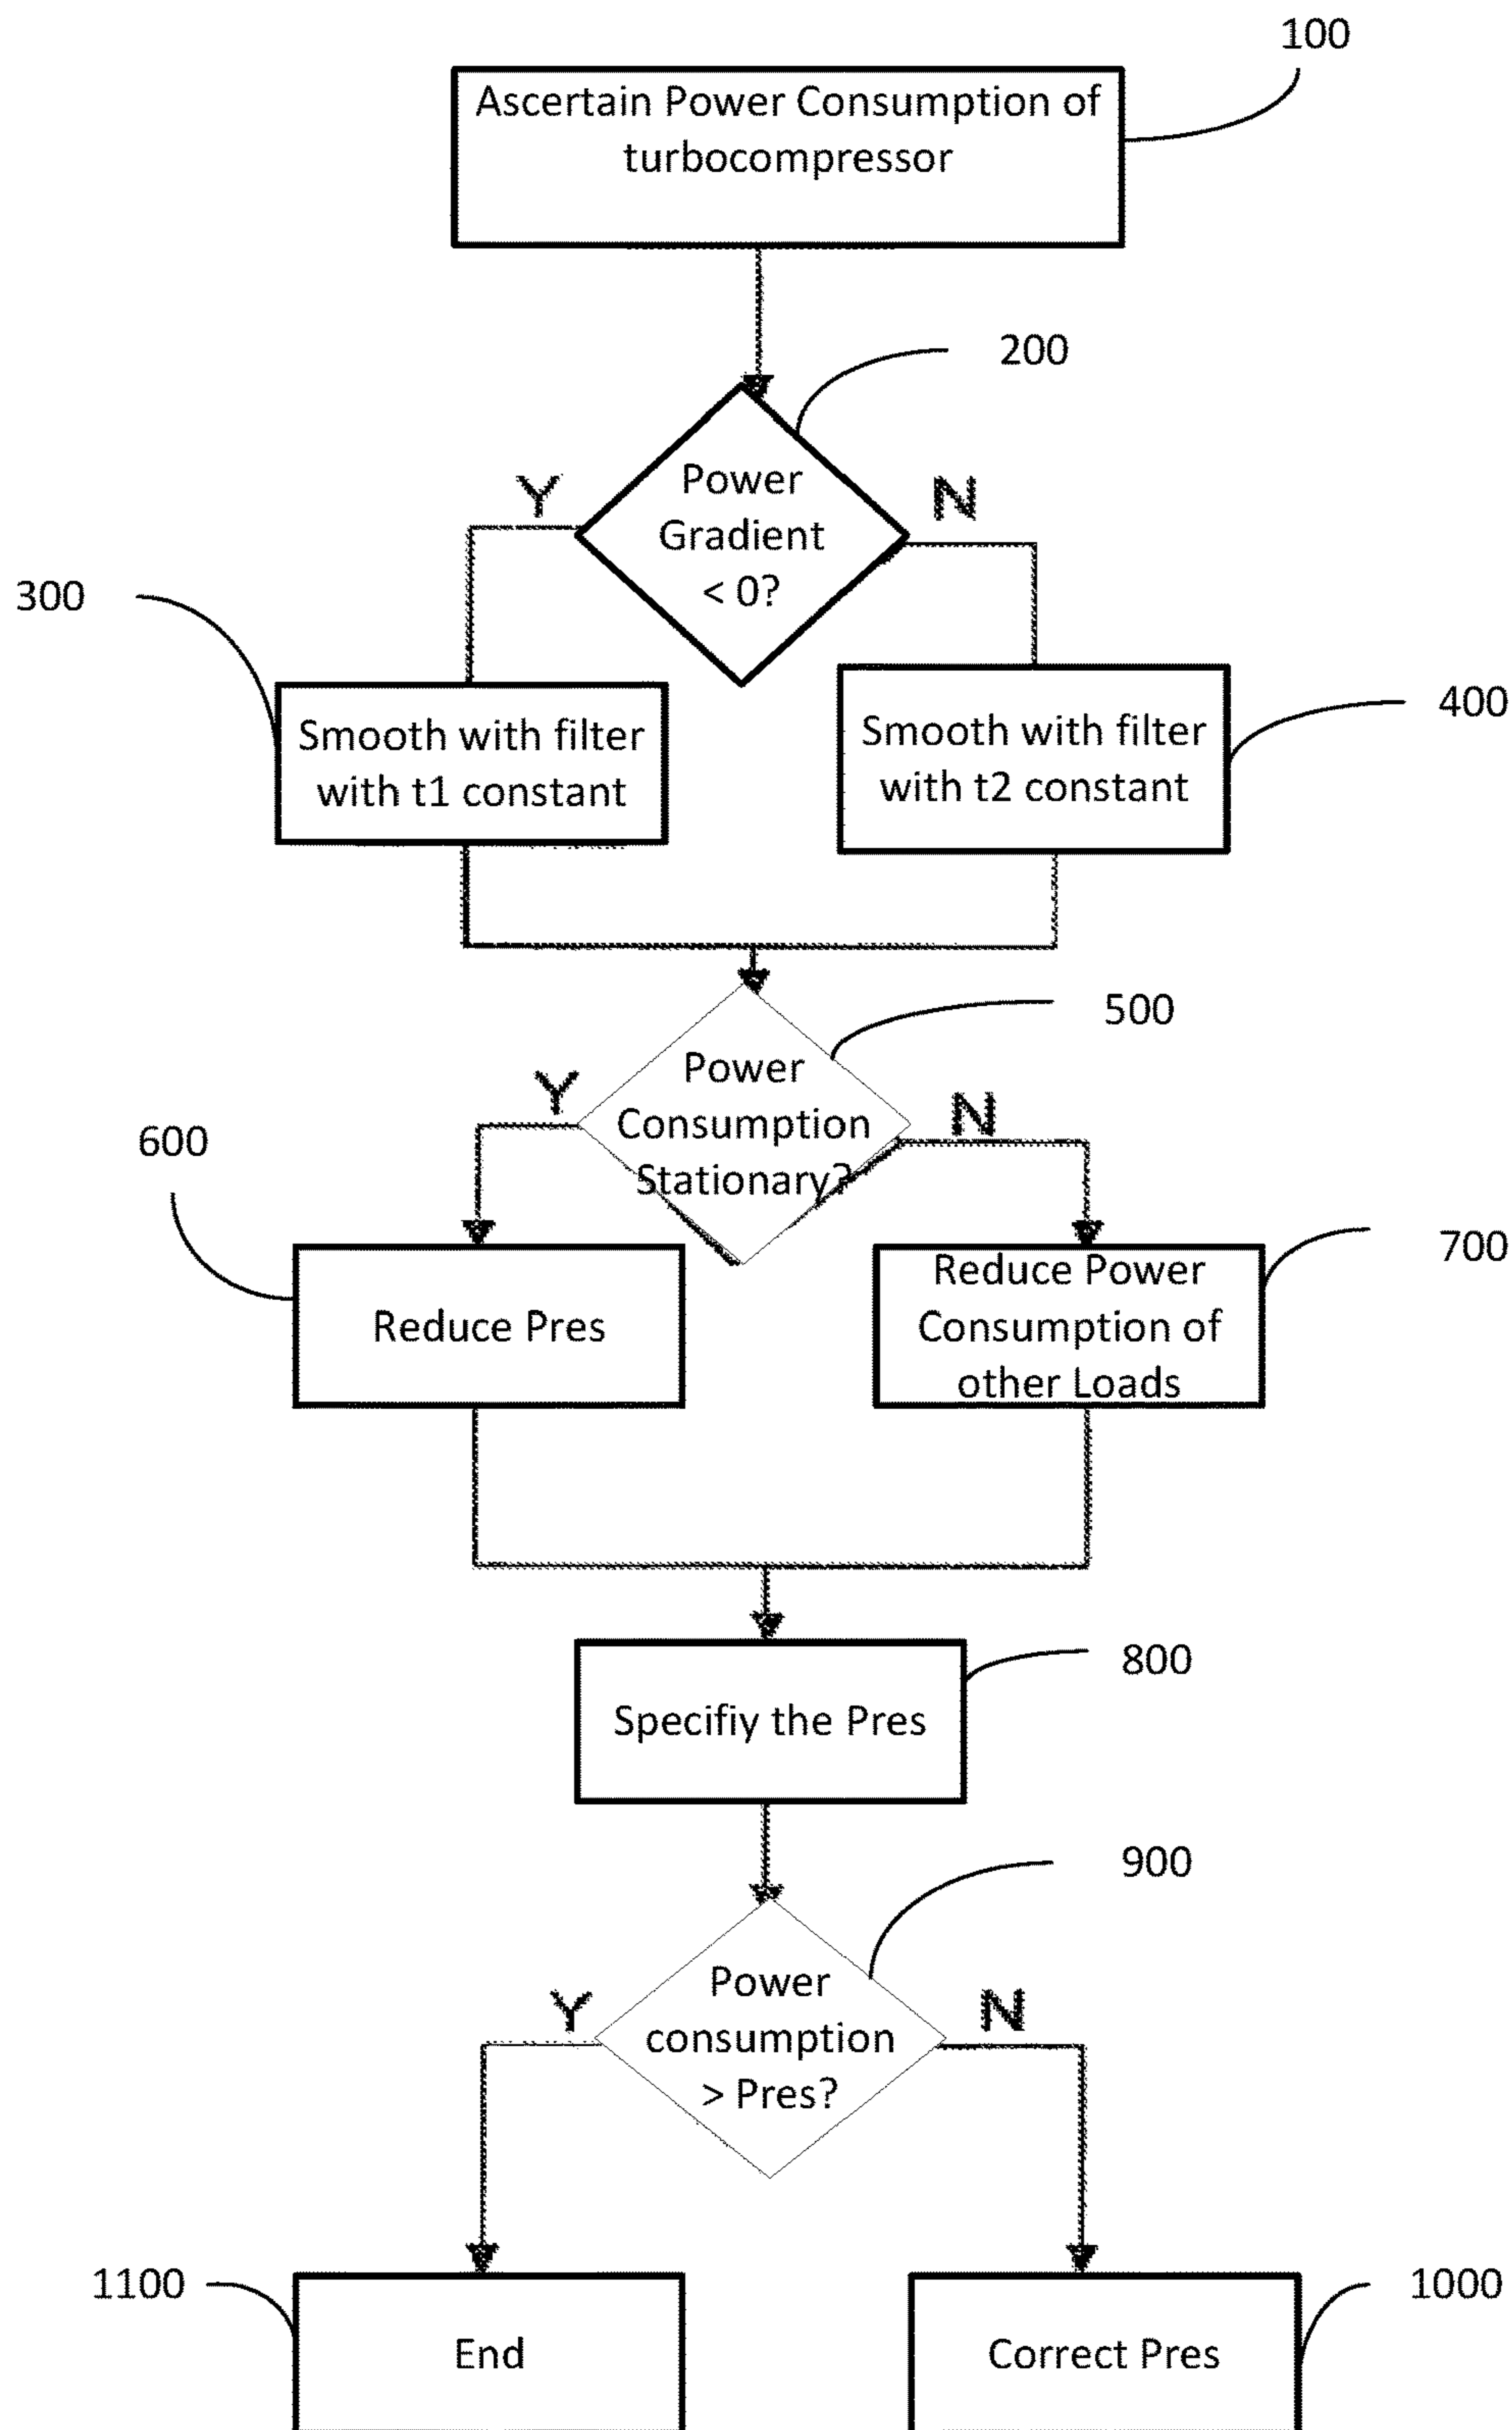 100
Ascertain Power Consumption of
turbocompressor
200
Power
Gradient
< 0?
Y
N
300
Smooth with filter
with t1 constant
400
Smooth with filter
with t2 constant
500
Power
Consumption
Stationary?
Y
N
600
Reduce Pres
700
Reduce Power
Consumption of
other Loads
800
Specifiy the Pres
900
Power
consumption
> Pres?
Y
N
1100
End
1000
Correct Pres